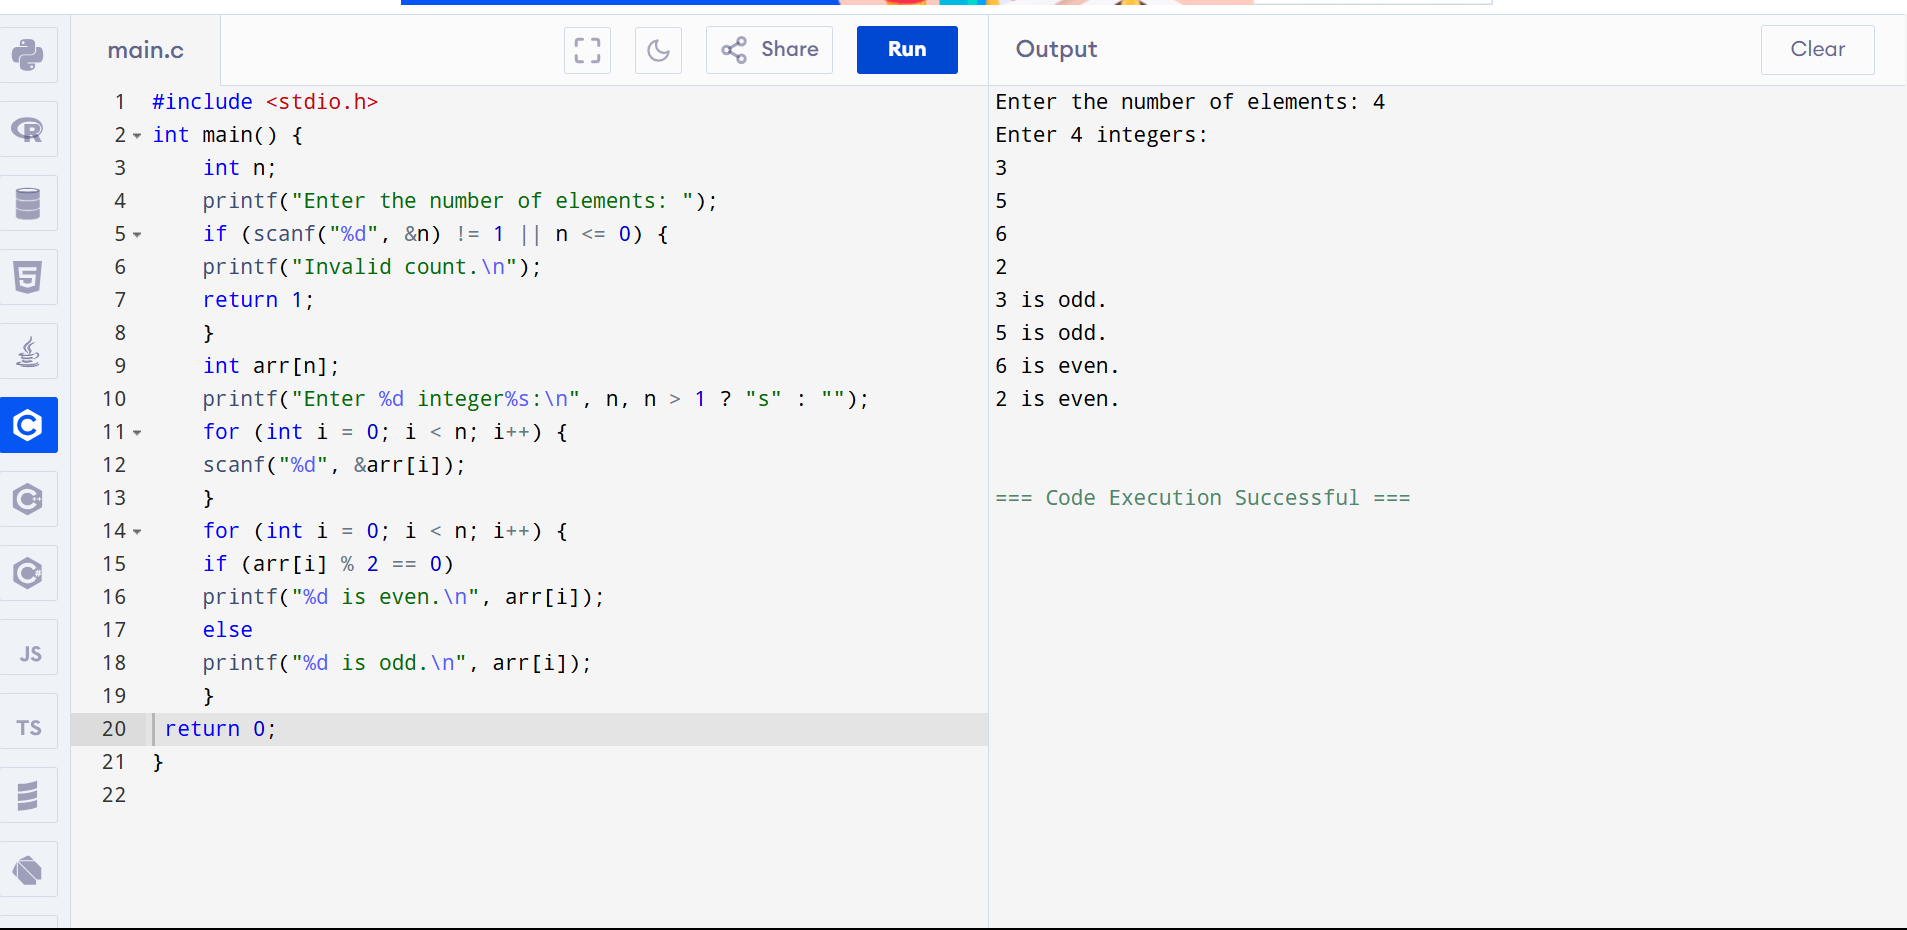 main.c
Share
Run
Output
Clear
1 #include <stdio.h>
2 int main() {
3     int n;
4     printf("Enter the number of elements: ");
5     if (scanf("%d", &n) != 1 || n <= 0) {
6     printf("Invalid count.\n");
7     return 1;
8     }
9     int arr[n];
10     printf("Enter %d integer%s:\n", n, n > 1 ? "s" : "");
11     for (int i = 0; i < n; i++) {
12     scanf("%d", &arr[i]);
13     }
14     for (int i = 0; i < n; i++) {
15     if (arr[i] % 2 == 0)
16     printf("%d is even.\n", arr[i]);
17     else
18     printf("%d is odd.\n", arr[i]);
19     }
20  return 0;
21 }
22
Enter the number of elements: 4
Enter 4 integers:
3
5
6
2
3 is odd.
5 is odd.
6 is even.
2 is even.
=== Code Execution Successful ===
R
5
C
C++
C#
JS
TS